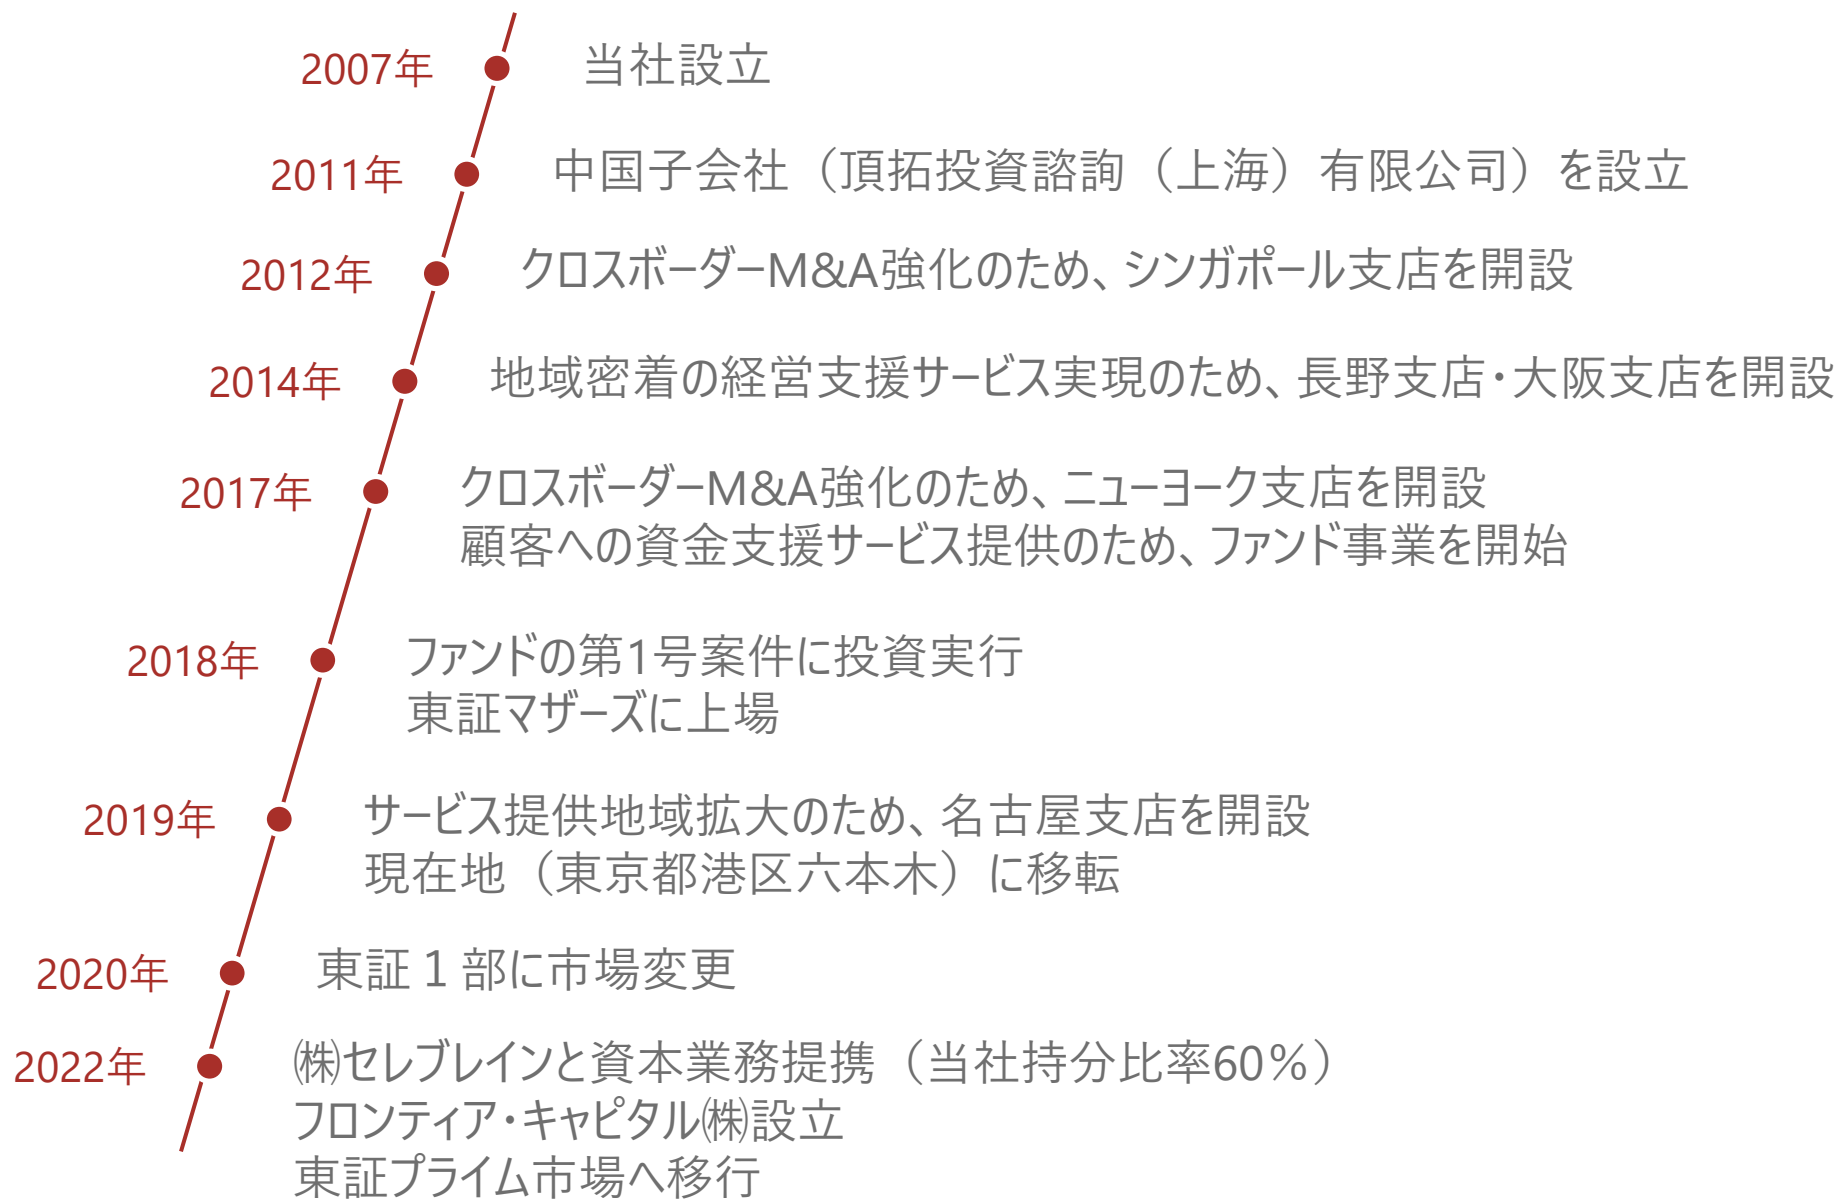 2007年 当社設立
2011年 中国子会社（頂拓投資諮詢（上海）有限公司）を設立
2012年 クロスボーダーM&A強化のため、シンガポール支店を開設
2014年 地域密着の経営支援サービス実現のため、長野支店・大阪支店を開設
2017年 クロスボーダーM&A強化のため、ニューヨーク支店を開設
顧客への資金支援サービス提供のため、ファンド事業を開始
2018年 ファンドの第1号案件に投資実行
東証マザーズに上場
2019年 サービス提供地域拡大のため、名古屋支店を開設
現在地（東京都港区六本木）に移転
2020年 東証１部に市場変更
2022年 ㈱セレブレインと資本業務提携（当社持分比率60％）
フロンティア・キャピタル㈱設立
東証プライム市場へ移行